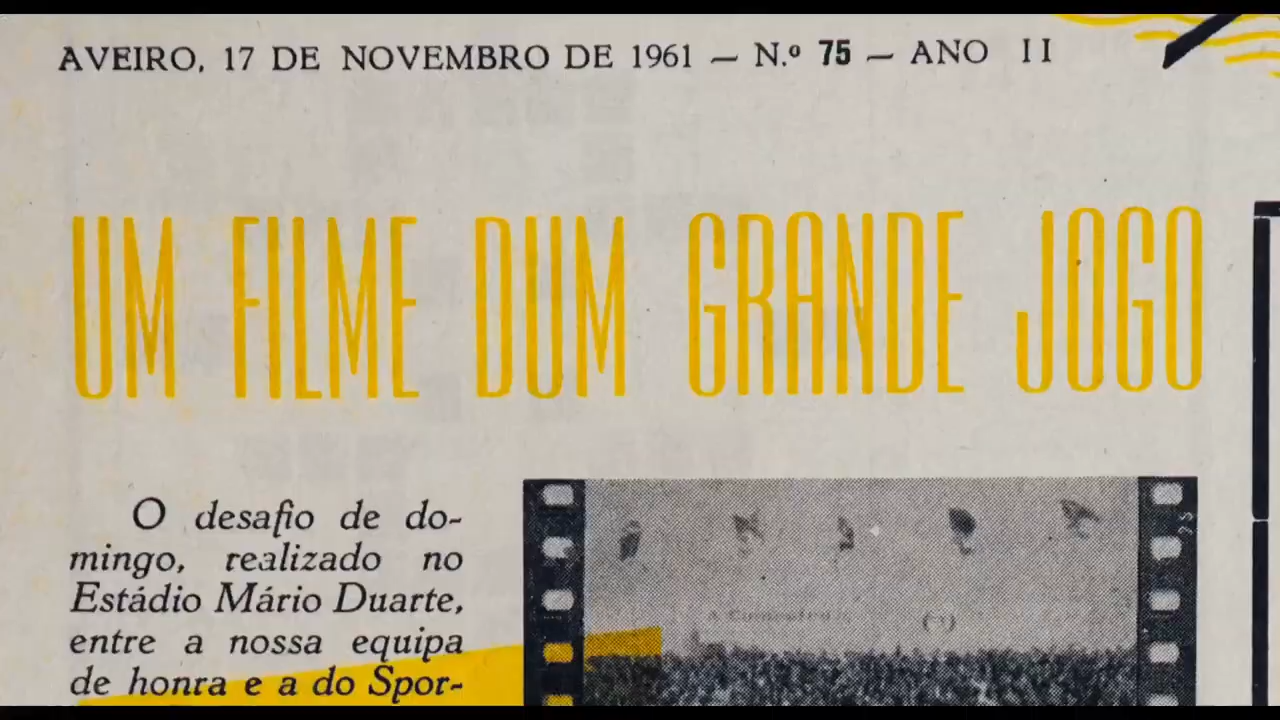 AVEIRO, 17 DE NOVEMBRO DE 1961 — N.º 75 — ANO II
UM FILME DUM GRANDE JOGO
O desafio de do-
mingo, realizado no
Estádio Mário Duarte,
entre a nossa equipa
de honra e a do Spor-